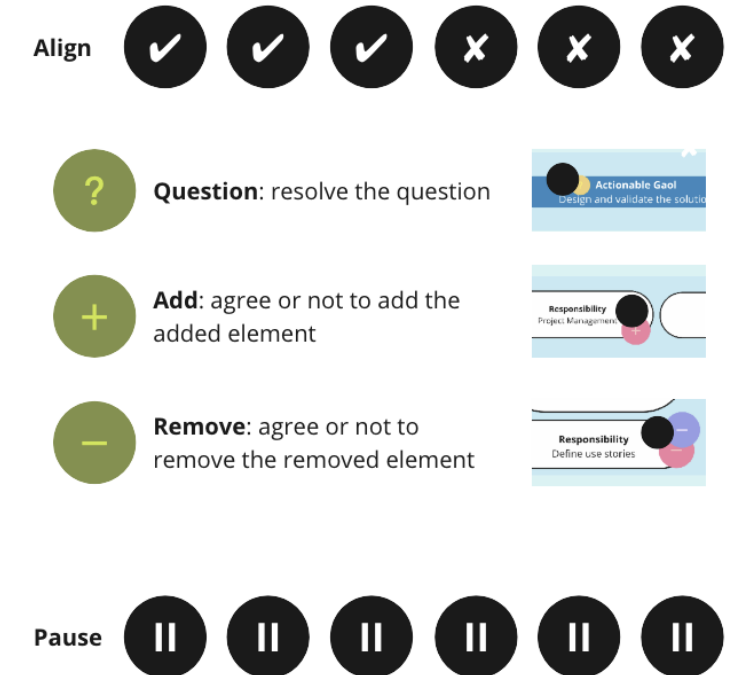 Align ✔ ✔ ✔ ✘ ✘ ✘
?
Question: resolve the question
Actionable Gaol
Design and validate the solutio
+
Add: agree or not to add the
added element
Responsibility
Project Management
+
−
Remove: agree or not to
remove the removed element
−
Responsibility
Define use stories
−
Pause